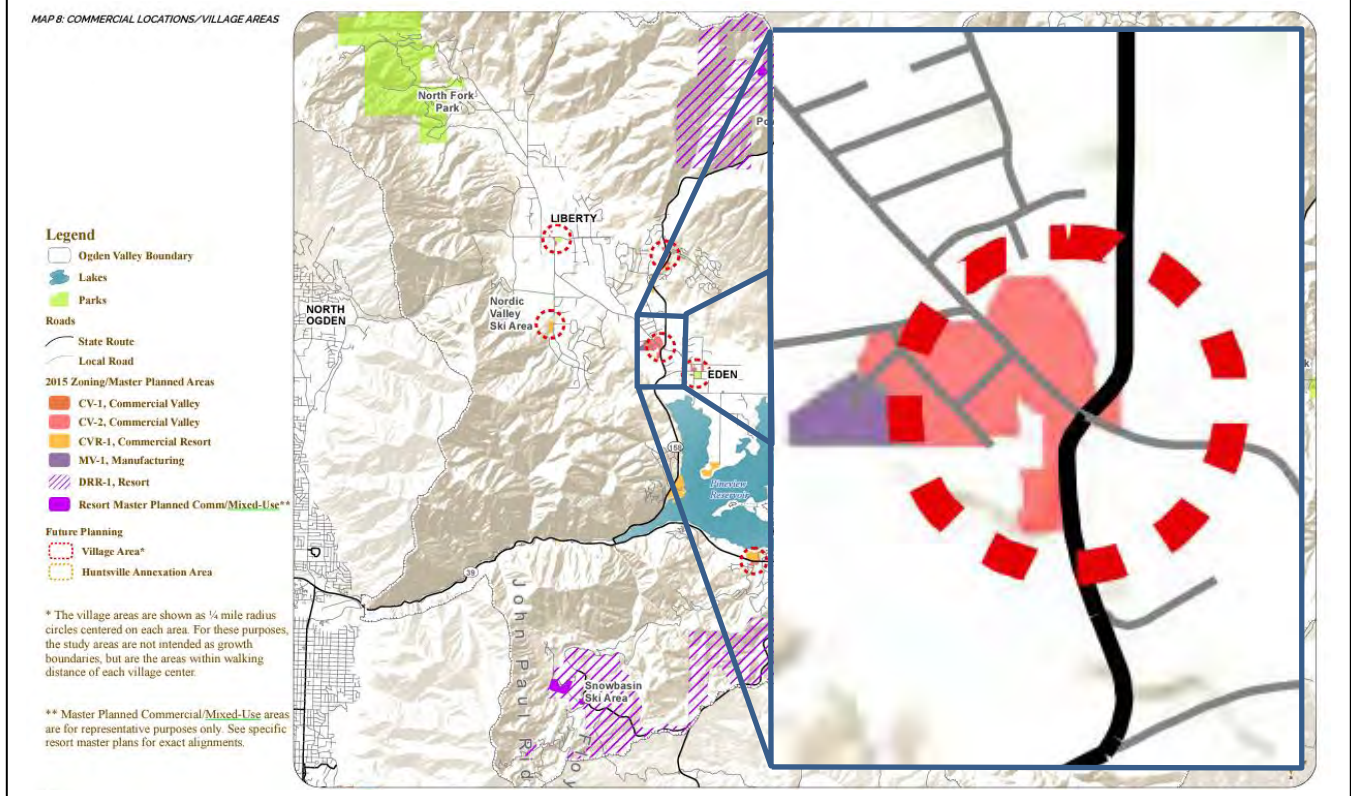 MAP 8: COMMERCIAL LOCATIONS/VILLAGE AREAS
North Fork
Park
Po
LIBERTY
Legend
Ogden Valley Boundary
Lakes
Parks
Roads
State Route
Local Road
2015 Zoning/Master Planned Areas
CV-1, Commercial Valley
CV-2, Commercial Valley
CVR-1, Commercial Resort
MV-1, Manufacturing
DRR-1, Resort
Resort Master Planned Comm/Mixed-Use**
Future Planning
Village Area*
Huntsville Annexation Area
* The village areas are shown as ¼ mile radius
circles centered on each area. For these purposes,
the study areas are not intended as growth
boundaries, but are the areas within walking
distance of each village center.
** Master Planned Commercial/Mixed-Use areas
are for representative purposes only. See specific
resort master plans for exact alignments.
NORTH
OGDEN
Nordic
Valley
Ski Area
EDEN
158
Pineview
Reservoir
39
John Paul Rid
Snowbasin
Ski Area
k